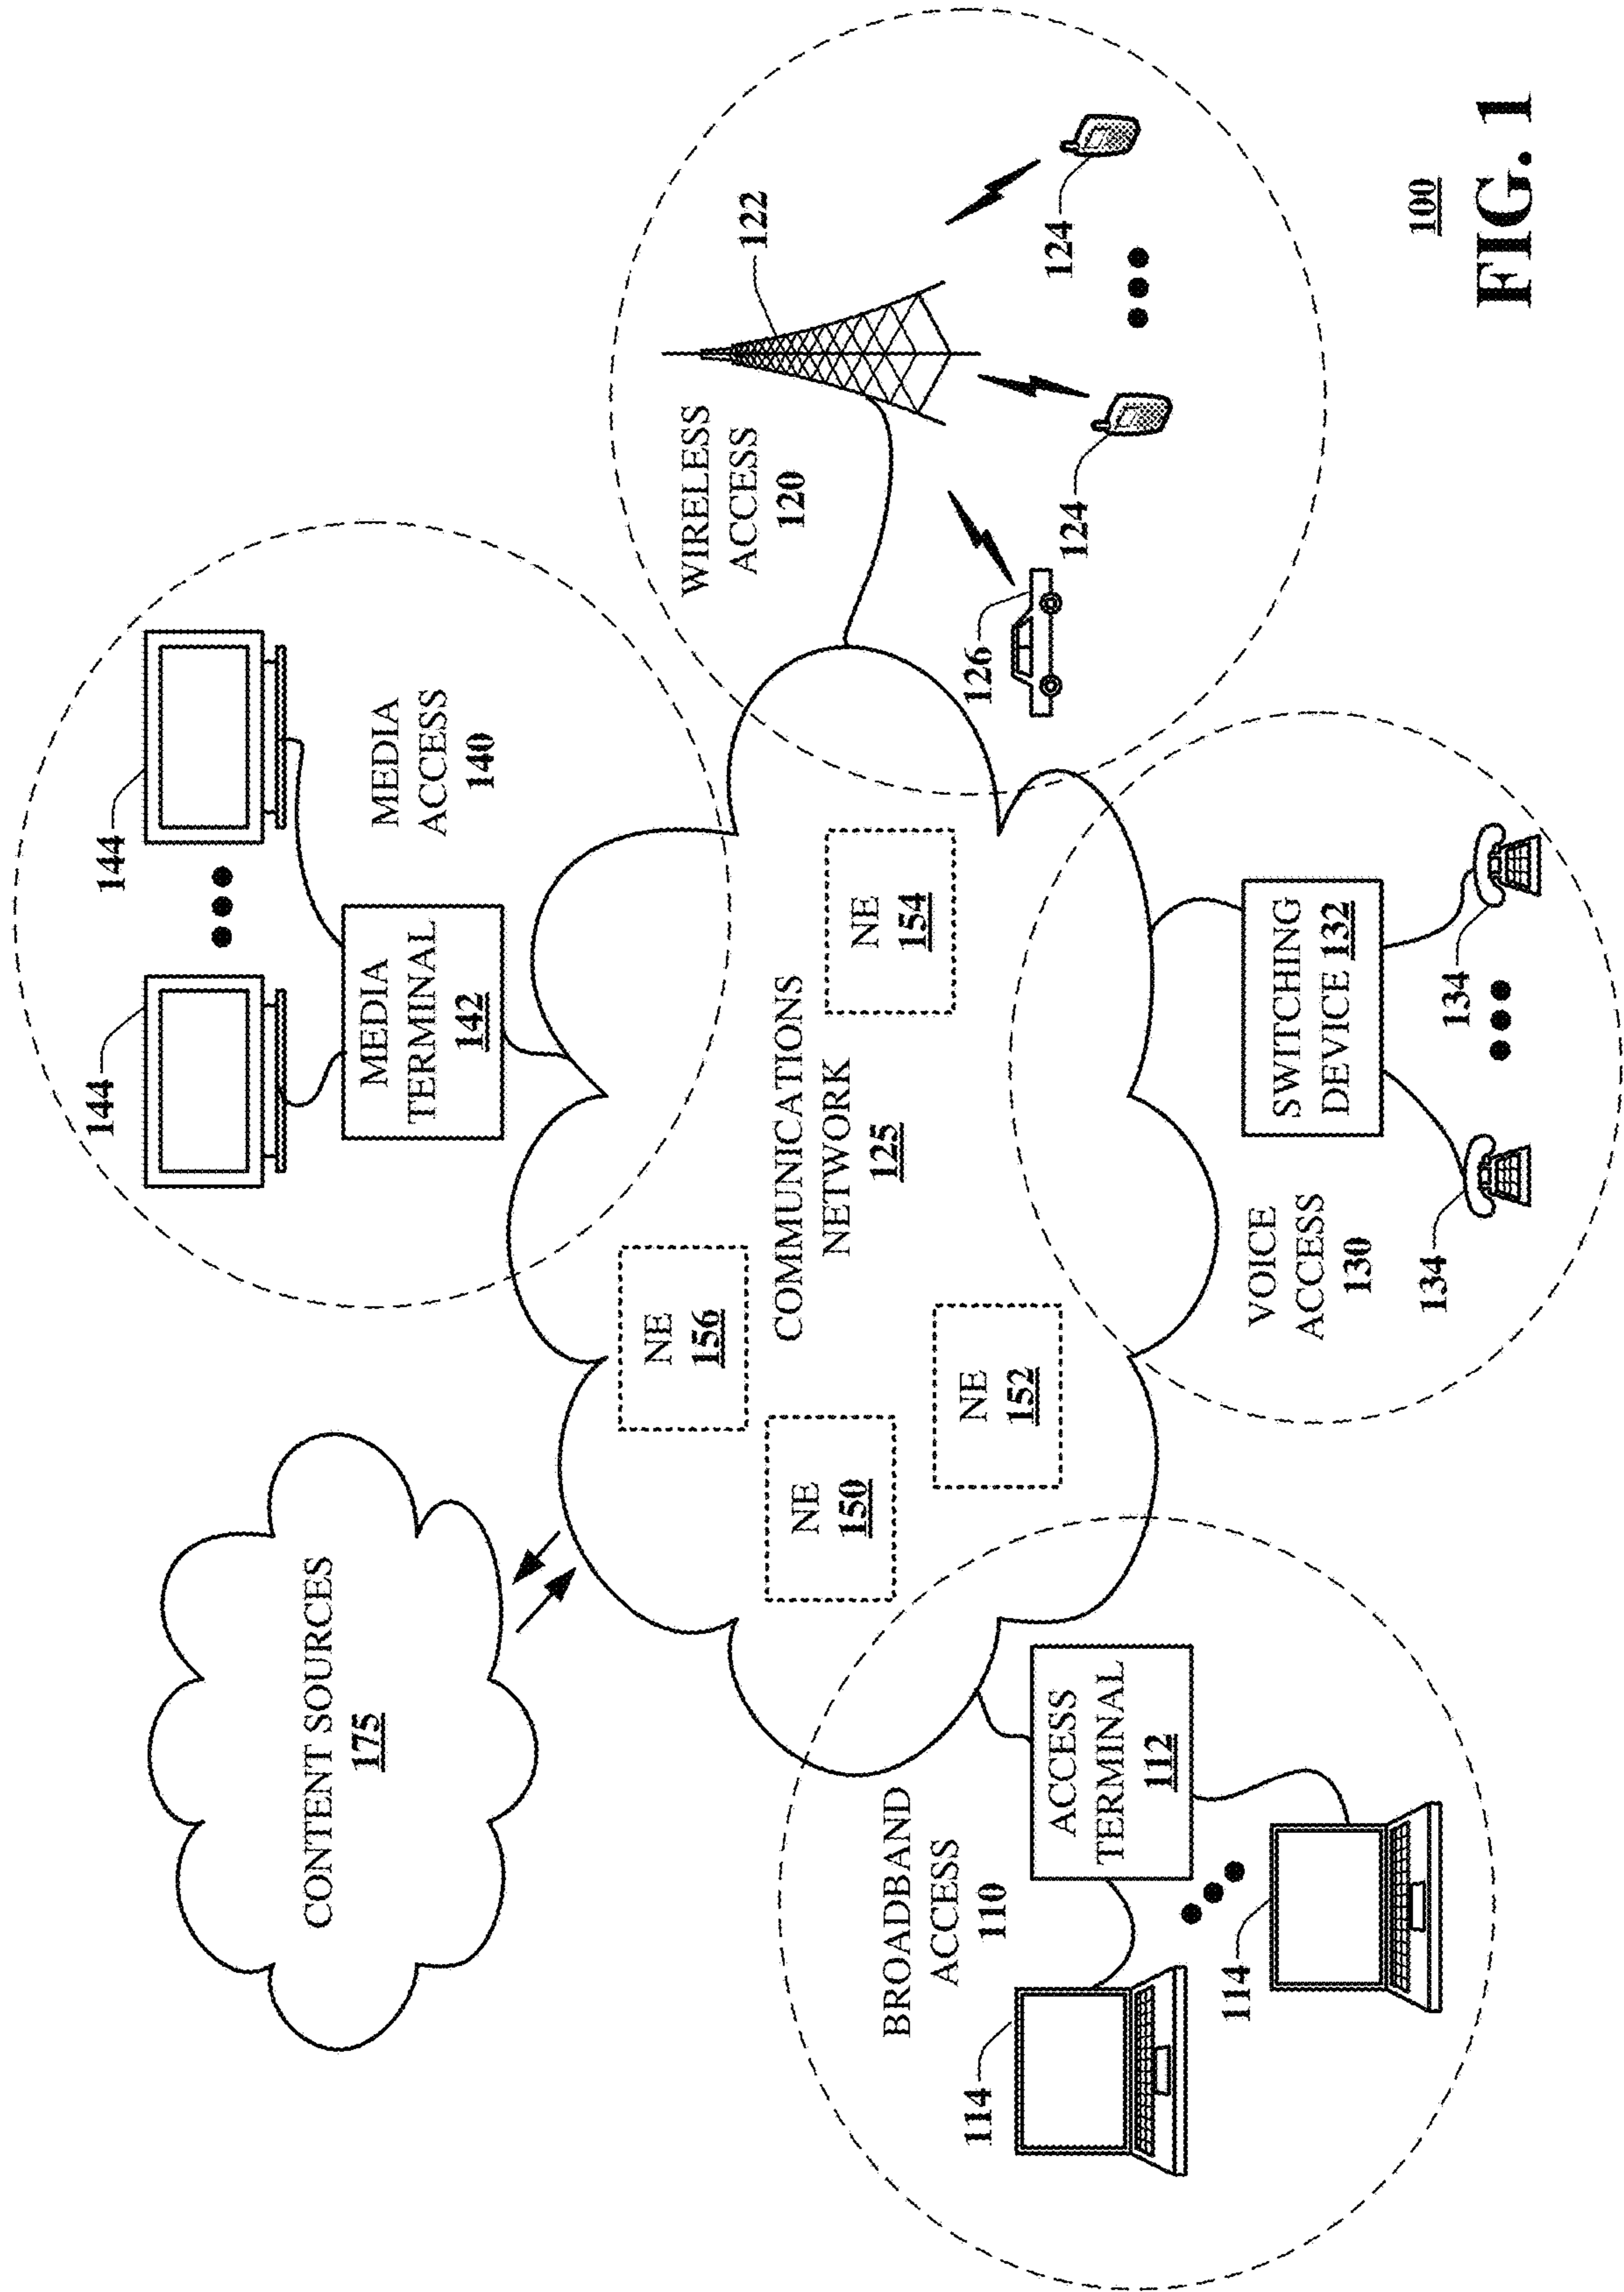 CONTENT SOURCES
175
144
144
MEDIA
TERMINAL
142
MEDIA
ACCESS
140
NE
156
NE
150
COMMUNICATIONS
NETWORK
125
NE
154
NE
152
WIRELESS
ACCESS
120
122
126
124
124
BROADBAND
ACCESS
110
ACCESS
TERMINAL
112
114
114
VOICE
ACCESS
130
SWITCHING
DEVICE 132
134
134
100
FIG. 1